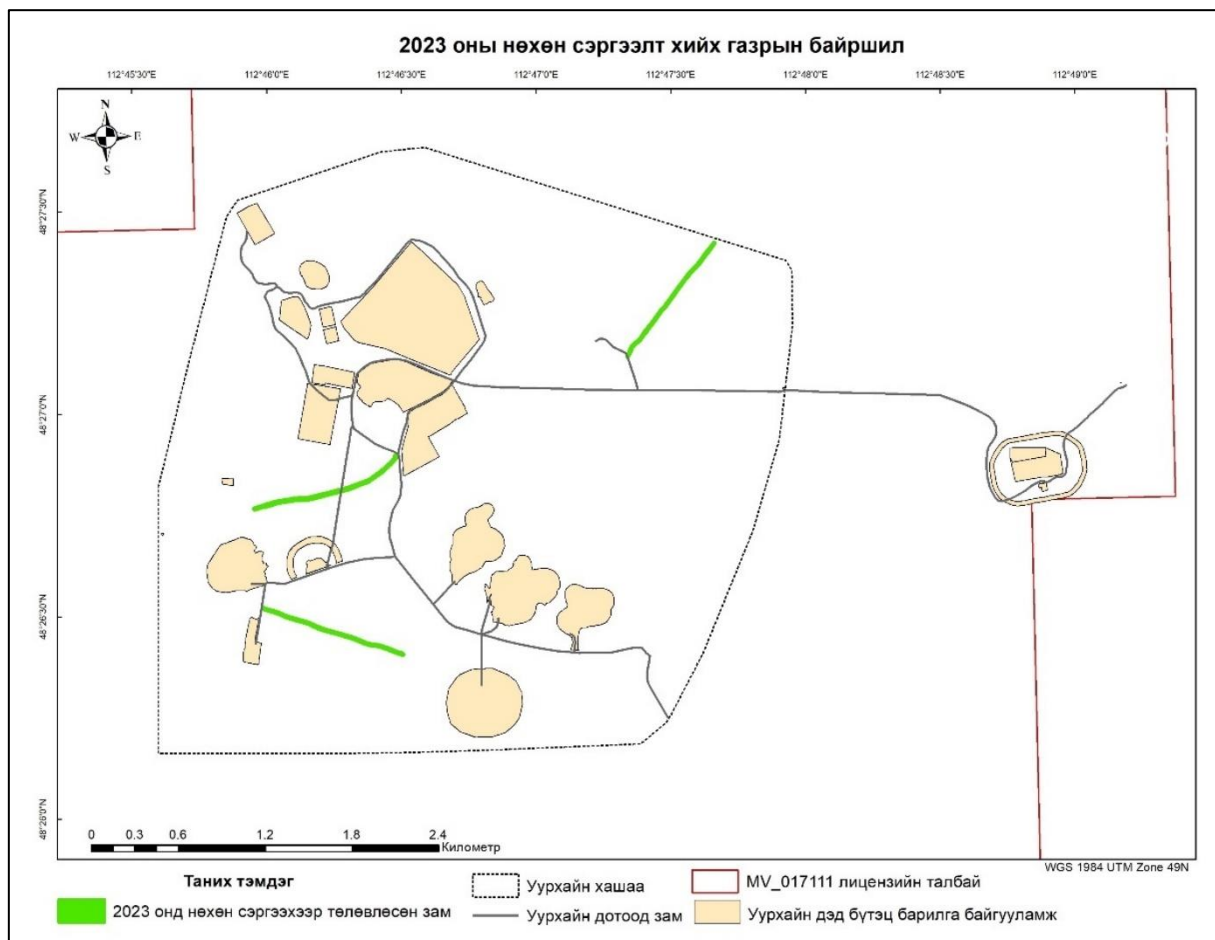 2023 оны нөхөн сэргээлт хийх газрын байршил
112°45'30"E 112°46'0"E 112°46'30"E 112°47'0"E 112°47'30"E 112°48'0"E 112°48'30"E 112°49'0"E
N
W E
S
48°27'30"N
48°27'0"N
48°26'30"N
48°26'0"N
0 0.3 0.6 1.2 1.8 2.4
Километр
WGS 1984 UTM Zone 49N
Таних тэмдэг
2023 онд нөхөн сэргээхээр төлөвлөсөн зам
Уурхайн хашаа
Уурхайн дотоод зам
MV_017111 лицензийн талбай
Уурхайн дэд бүтэц барилга байгууламж